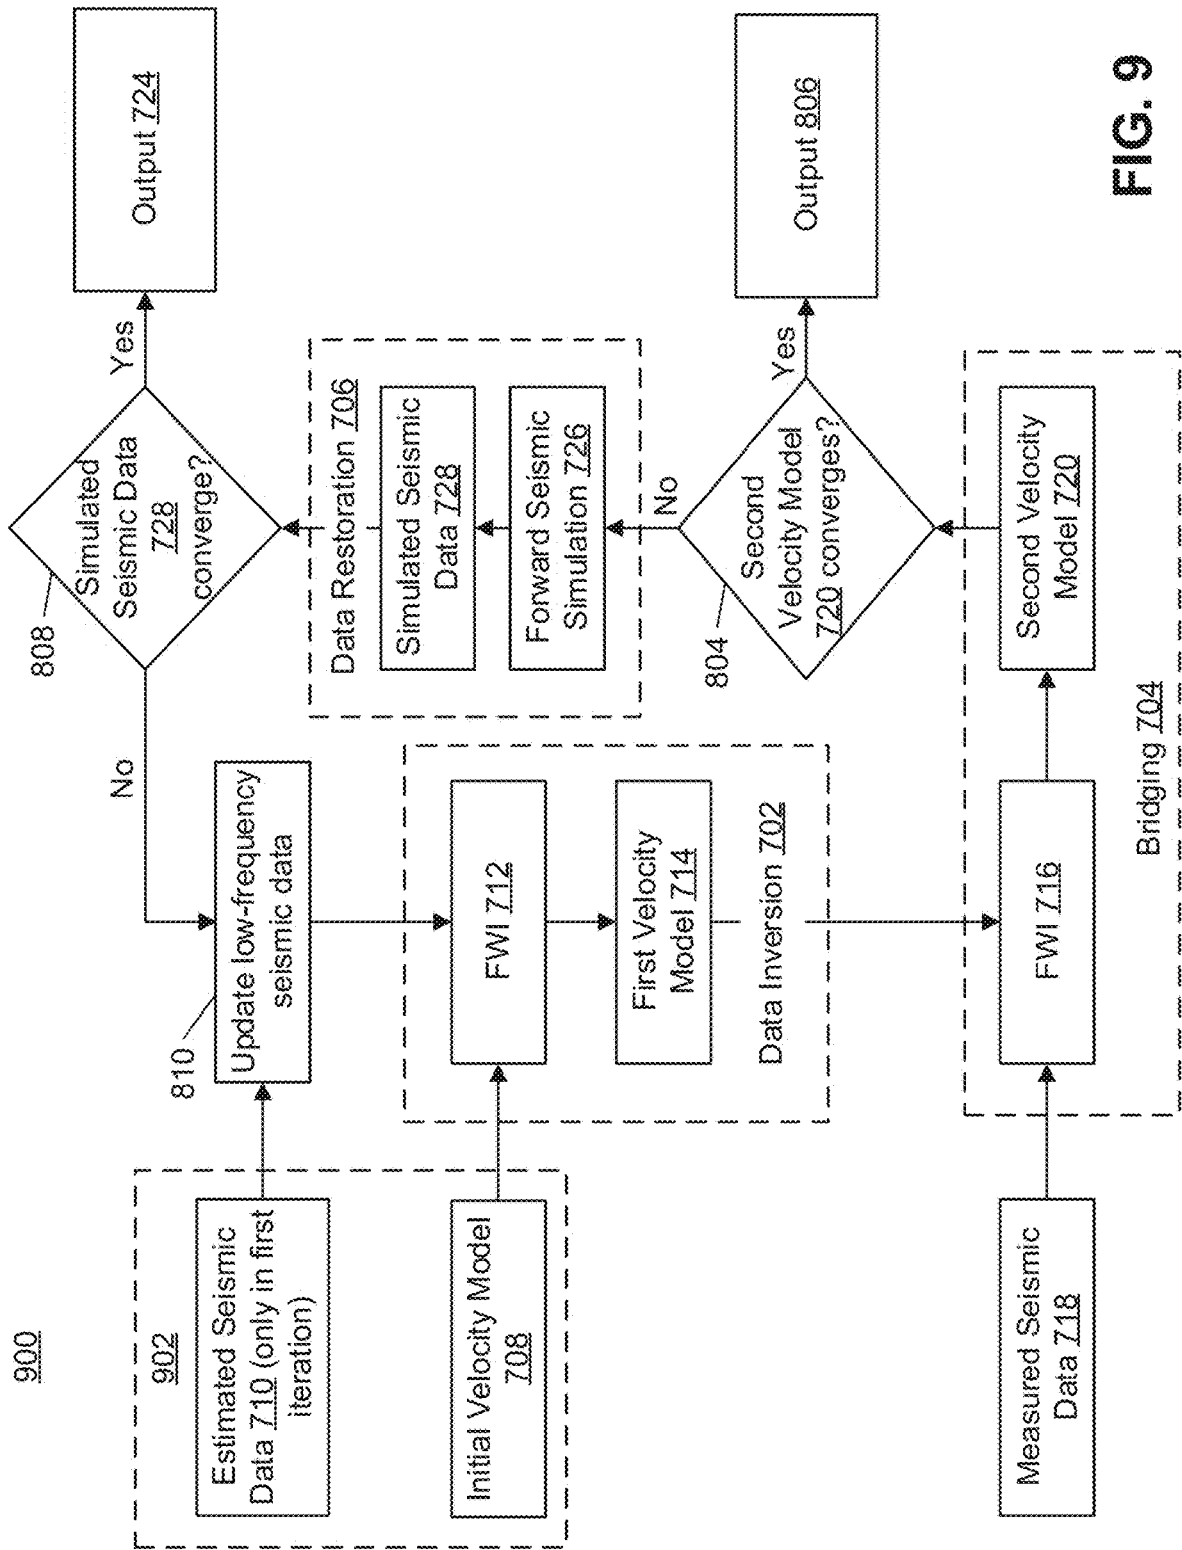 900
902
Estimated Seismic
Data 710 (only in first
iteration)
Initial Velocity Model
708
Measured Seismic
Data 718
810
Update low-frequency
seismic data
No
FWI 712
First Velocity
Model 714
Data Inversion 702
FWI 716
Bridging 704
Second Velocity
Model 720
808
Simulated
Seismic Data
728
converge?
Yes
Output 724
Data Restoration 706
Simulated Seismic
Data 728
Forward Seismic
Simulation 726
No
804
Second
Velocity Model
720 converges?
Yes
Output 806
FIG. 9